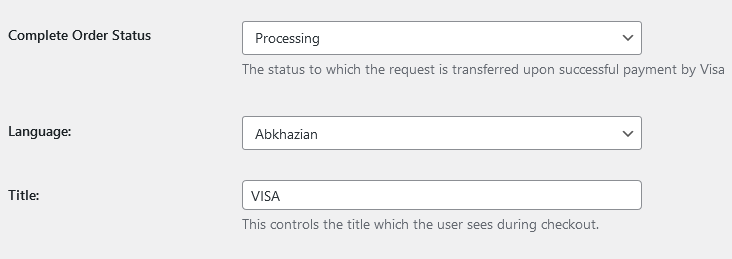 Complete Order Status
Processing
The status to which the request is transferred upon successful payment by Visa
Language:
Abkhazian
Title:
VISA
This controls the title which the user sees during checkout.